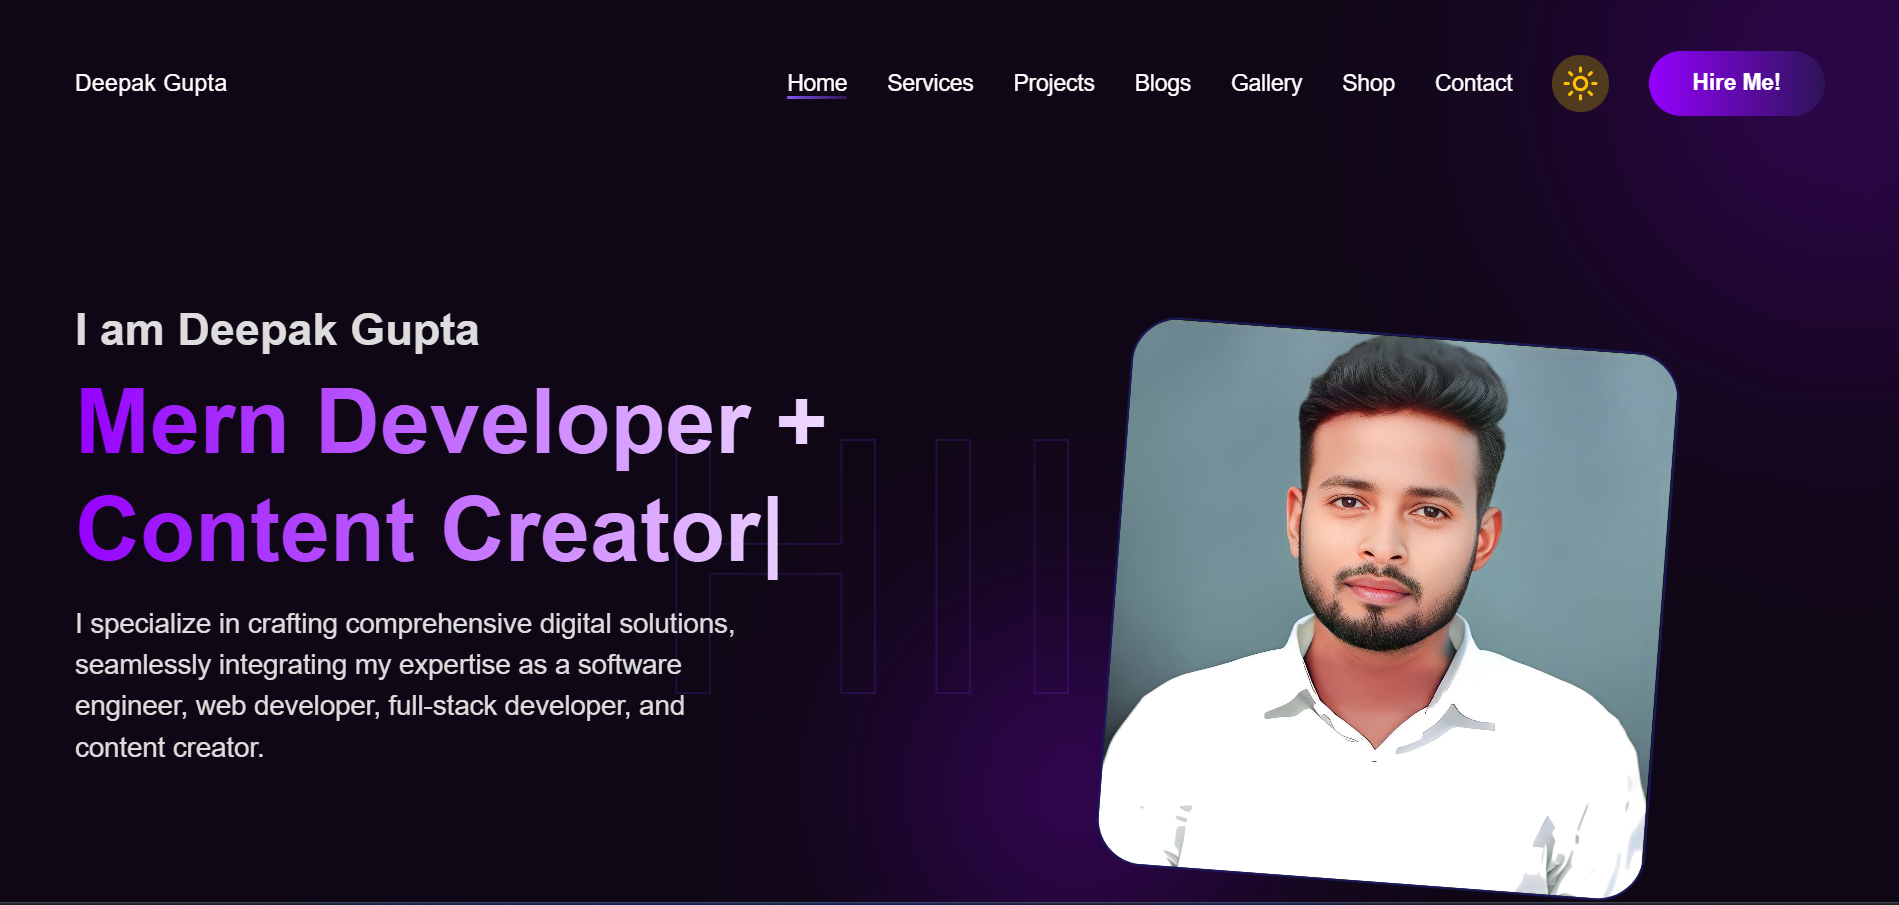 Deepak Gupta
Home Services Projects Blogs Gallery Shop Contact Hire Me!
I am Deepak Gupta
Mern Developer +
Content Creator|
HII
I specialize in crafting comprehensive digital solutions,
seamlessly integrating my expertise as a software
engineer, web developer, full-stack developer, and
content creator.